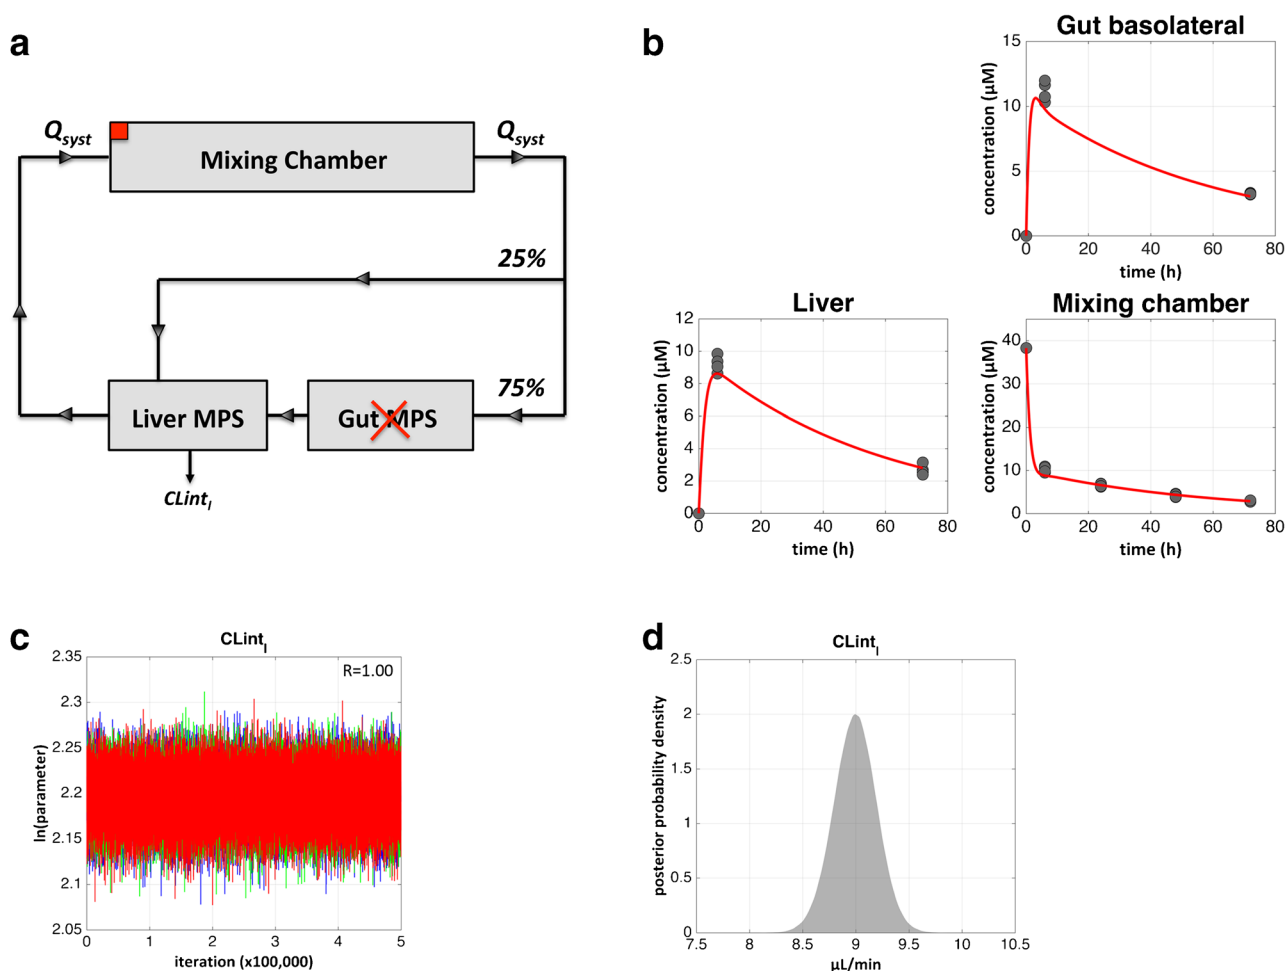 a
Q_syst
Q_syst
Mixing Chamber
25%
75%
Liver MPS
Gut MPS
CLint_l
b
Gut basolateral
concentration (µM)
15
10
5
0
0 20 40 60 80
time (h)
Liver
concentration (µM)
12
10
8
6
4
2
0
0 20 40 60 80
time (h)
Mixing chamber
concentration (µM)
40
30
20
10
0
0 20 40 60 80
time (h)
c
CLint_l
R=1.00
ln(parameter)
2.35
2.3
2.25
2.2
2.15
2.1
2.05
0 1 2 3 4 5
iteration (x100,000)
d
CLint_l
posterior probability density
2.5
2
1.5
1
0.5
0
7.5 8 8.5 9 9.5 10 10.5
µL/min